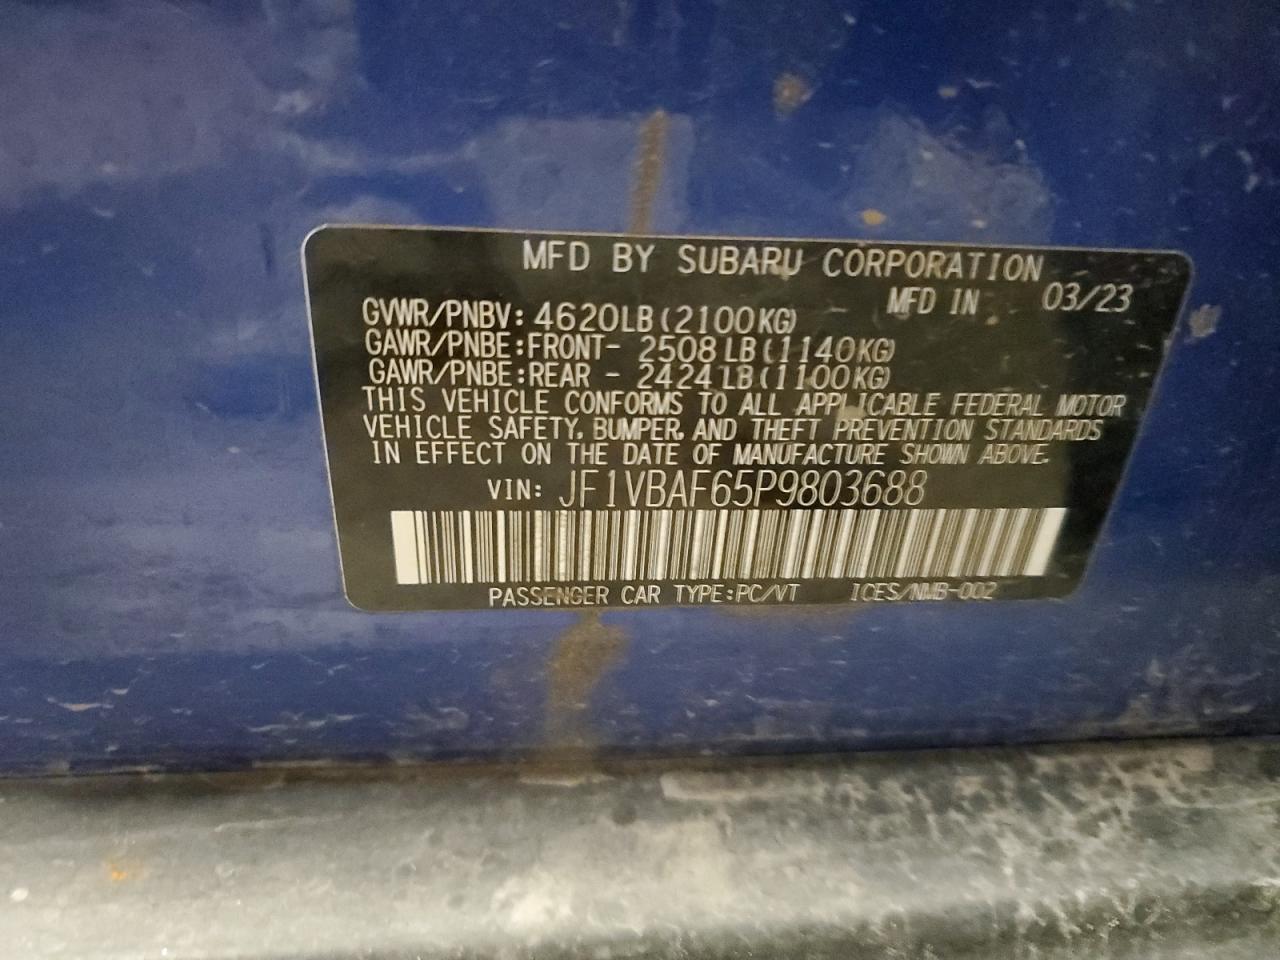 MFD BY SUBARU CORPORATION
MFD IN 03/23
GVWR/PNBV: 4620LB(2100KG)
GAWR/PNBE:FRONT- 2508LB(1140KG)
GAWR/PNBE:REAR - 2424LB(1100KG)
THIS VEHICLE CONFORMS TO ALL APPLICABLE FEDERAL MOTOR
VEHICLE SAFETY, BUMPER, AND THEFT PREVENTION STANDARDS
IN EFFECT ON THE DATE OF MANUFACTURE SHOWN ABOVE.
VIN: JF1VBAF65P9803688
PASSENGER CAR TYPE:PC/VT ICES/NMB-002